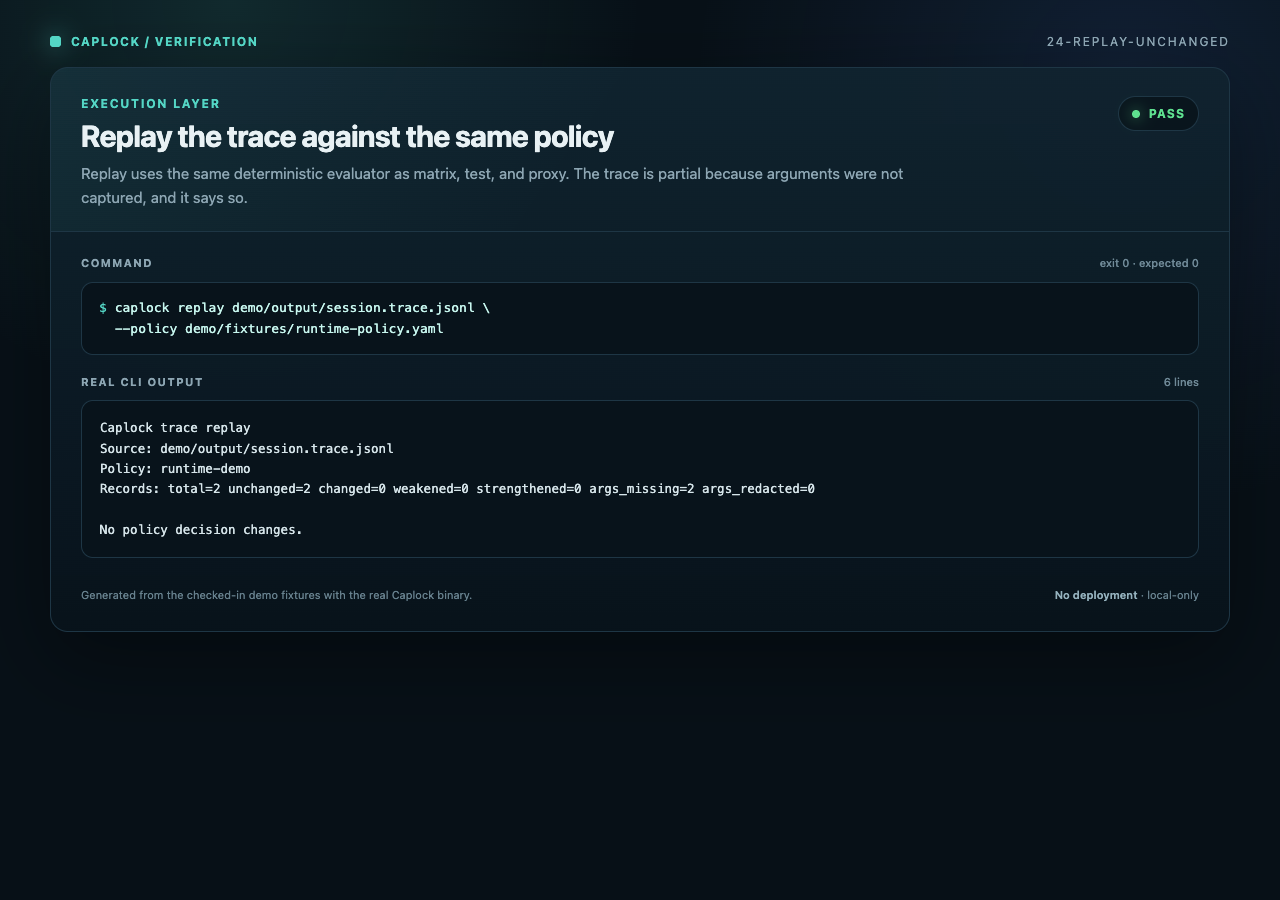 CAPLOCK / VERIFICATION
24-REPLAY-UNCHANGED
EXECUTION LAYER
PASS
Replay the trace against the same policy
Replay uses the same deterministic evaluator as matrix, test, and proxy. The trace is partial because arguments were not
captured, and it says so.
COMMAND
exit 0 · expected 0
$ caplock replay demo/output/session.trace.jsonl \
--policy demo/fixtures/runtime-policy.yaml
REAL CLI OUTPUT
6 lines
Caplock trace replay
Source: demo/output/session.trace.jsonl
Policy: runtime-demo
Records: total=2 unchanged=2 changed=0 weakened=0 strengthened=0 args_missing=2 args_redacted=0
No policy decision changes.
Generated from the checked-in demo fixtures with the real Caplock binary.
No deployment · local-only